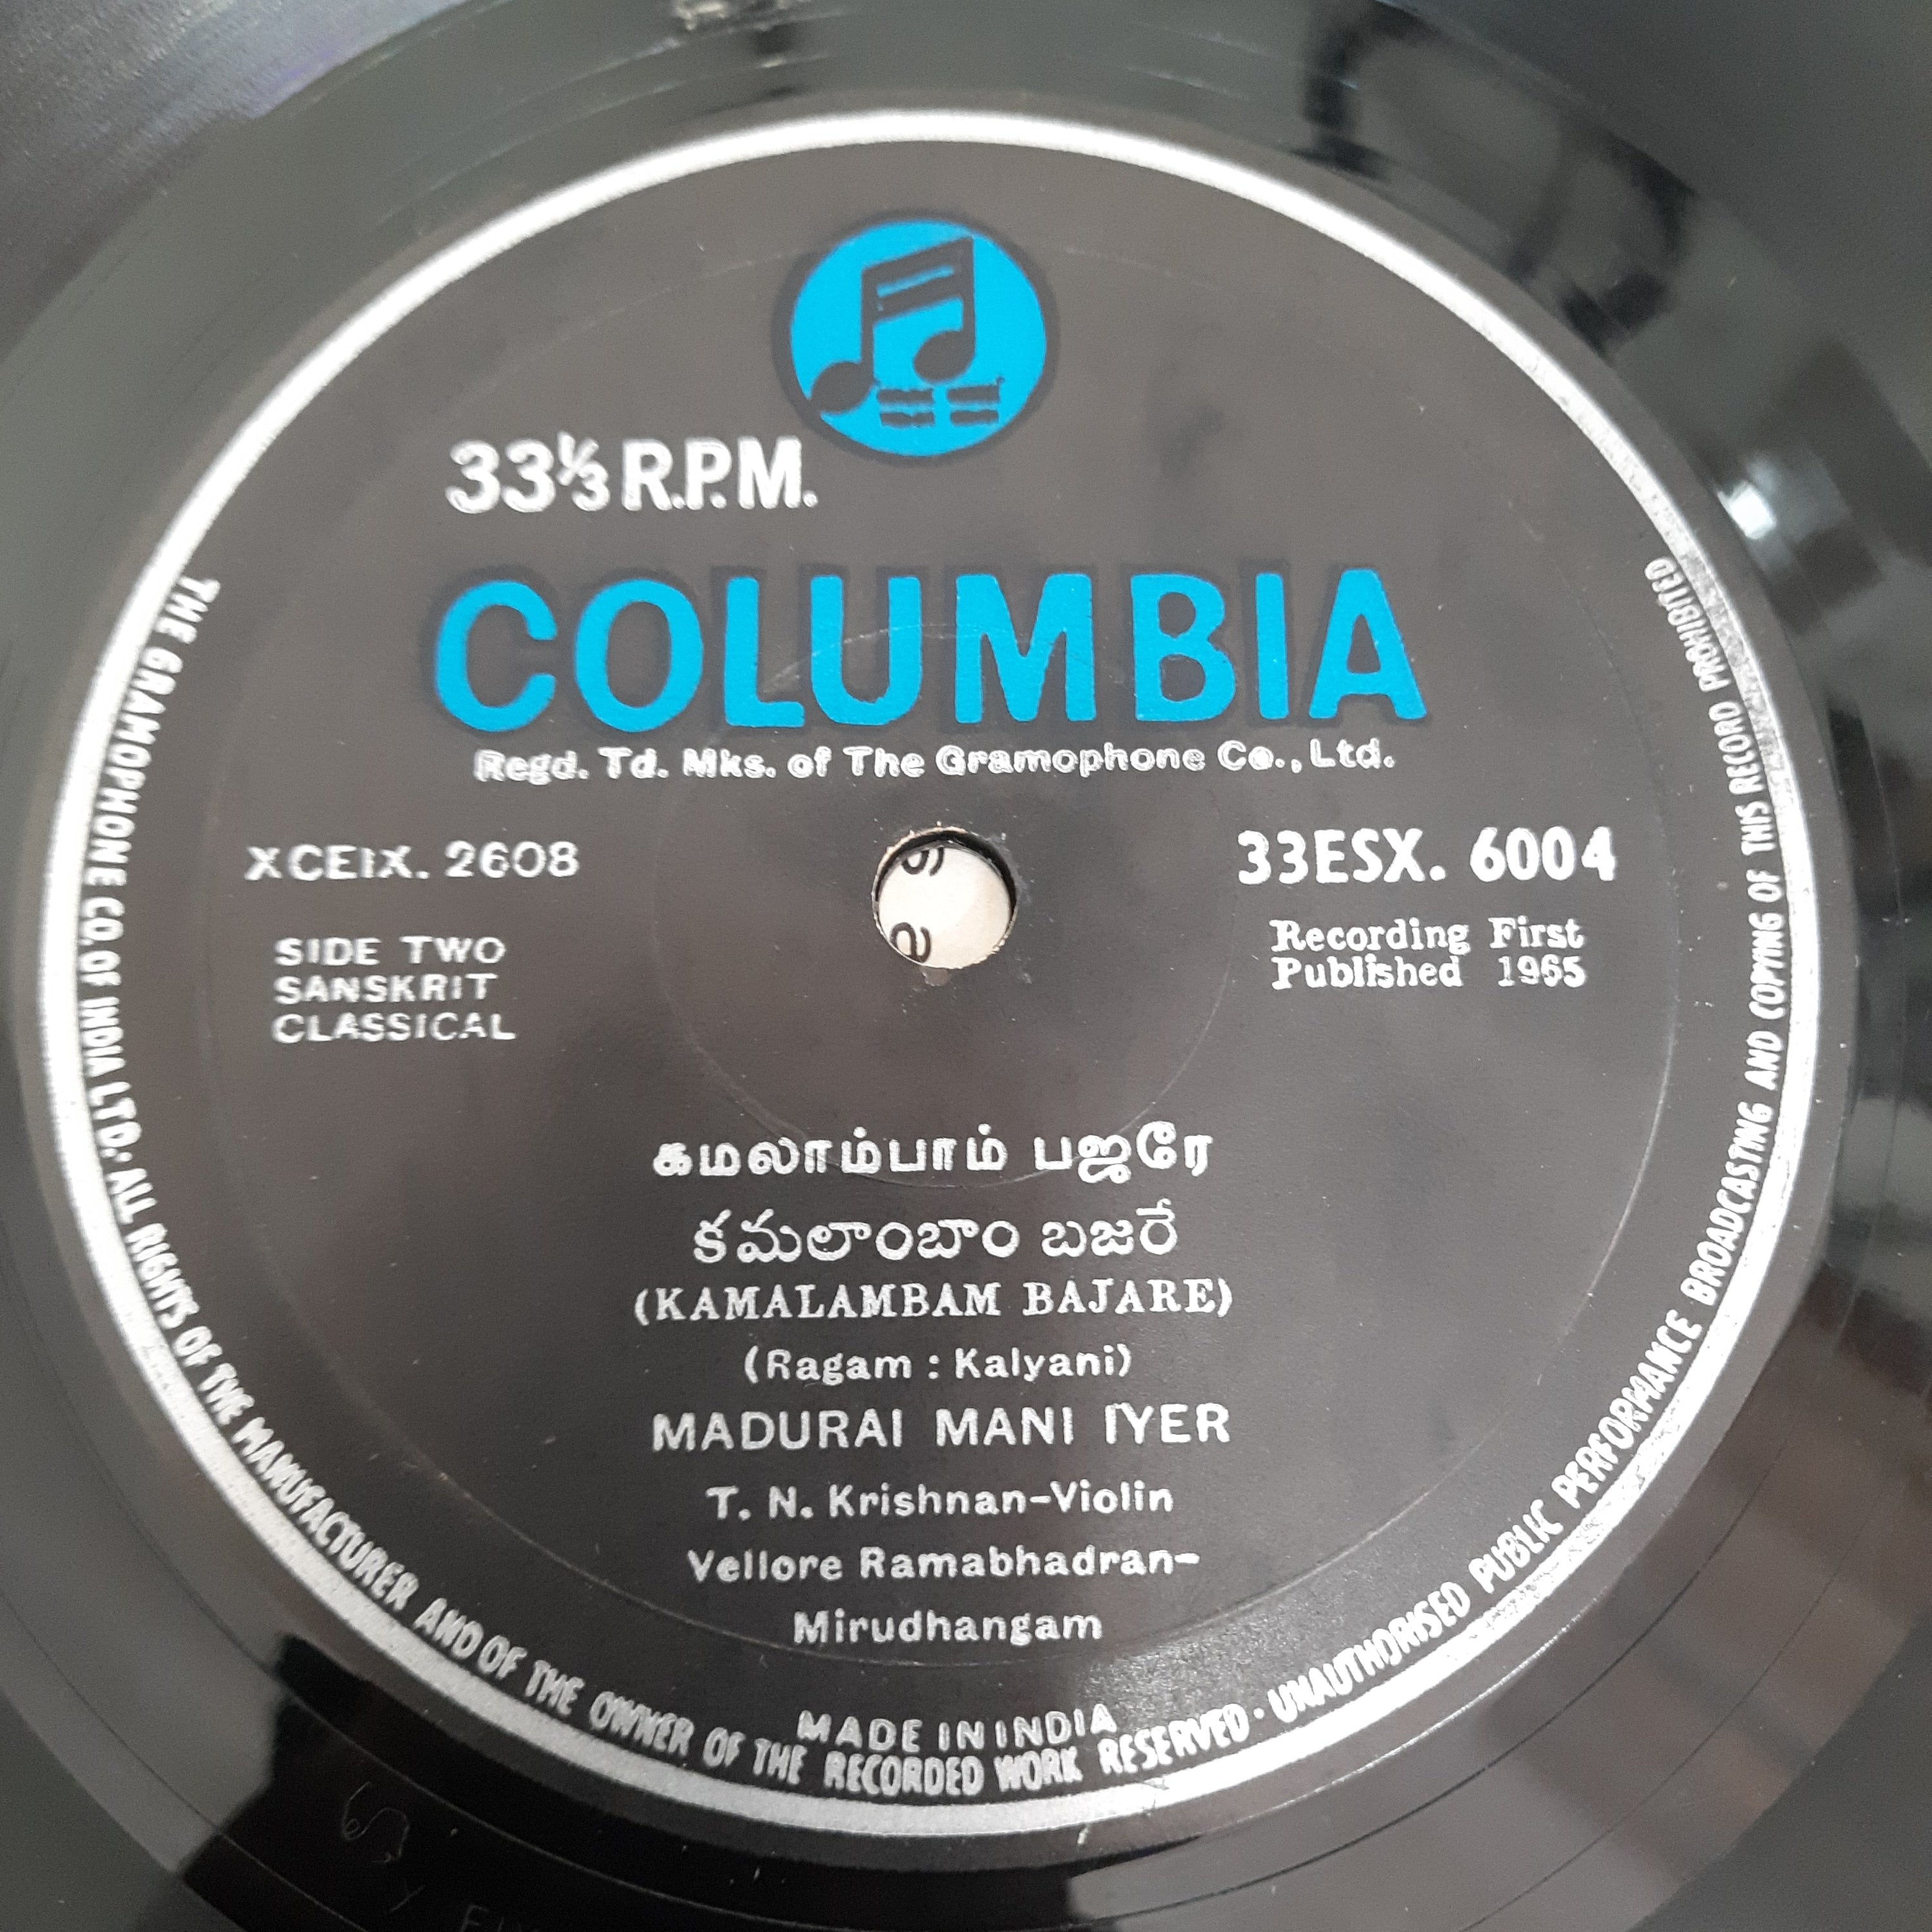 33⅓ R.P.M.
COLUMBIA
Regd. Td. Mks. of The Gramophone Co., Ltd.
XCEIX. 2608
33ESX. 6004
SIDE TWO
SANSKRIT
CLASSICAL
Recording First
Published 1965
கமலாம்பாம் பஜரே
కమలాంబాం బజరే
(KAMALAMBAM BAJARE)
(Ragam : Kalyani)
MADURAI MANI IYER
T. N. Krishnan-Violin
Vellore Ramabhadran-
Mirudhangam
MADE IN INDIA
THE GRAMOPHONE CO. OF INDIA LTD. · ALL RIGHTS OF THE MANUFACTURER AND OF THE OWNER OF THE RECORDED WORK RESERVED · UNAUTHORISED PUBLIC PERFORMANCE BROADCASTING AND COPYING OF THIS RECORD PROHIBITED